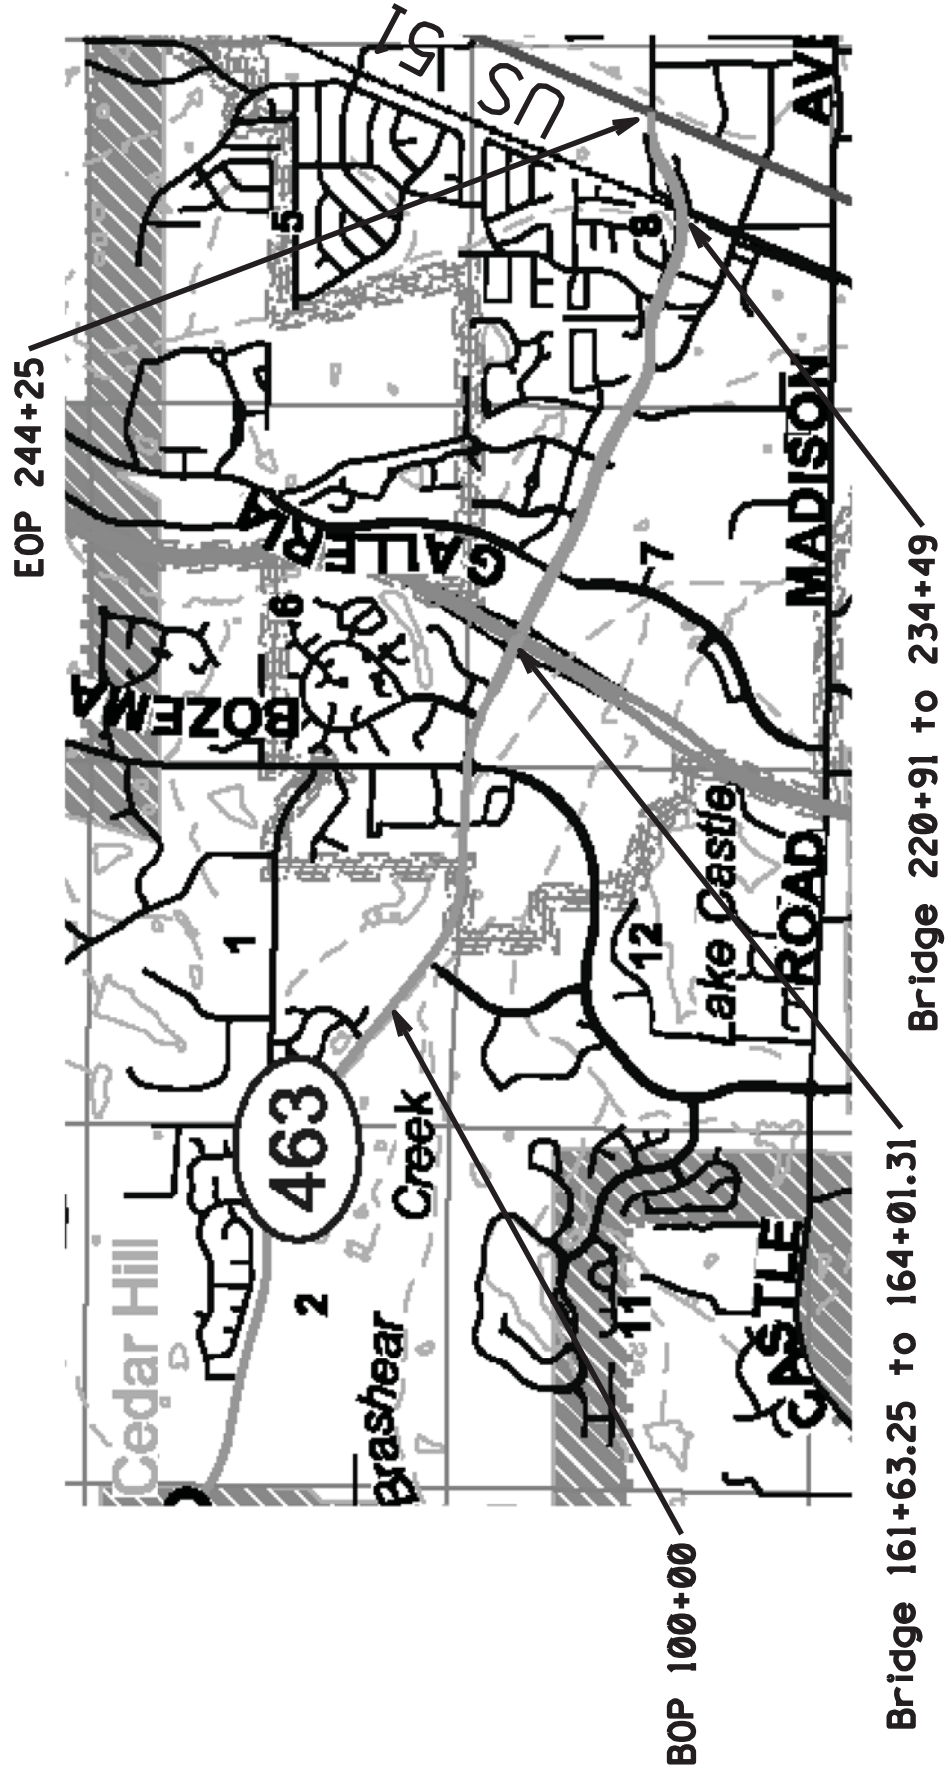 EOP 244+25
US 51
5
8
GALLERIA
7
6
BOZEMA
MADISON AVE
1
12
Lake Castle
ROAD
463
Cedar Hill
2
Creek
Brashear
11
CASTLE
BOP 100+00
Bridge 161+63.25 to 164+01.31
Bridge 220+91 to 234+49